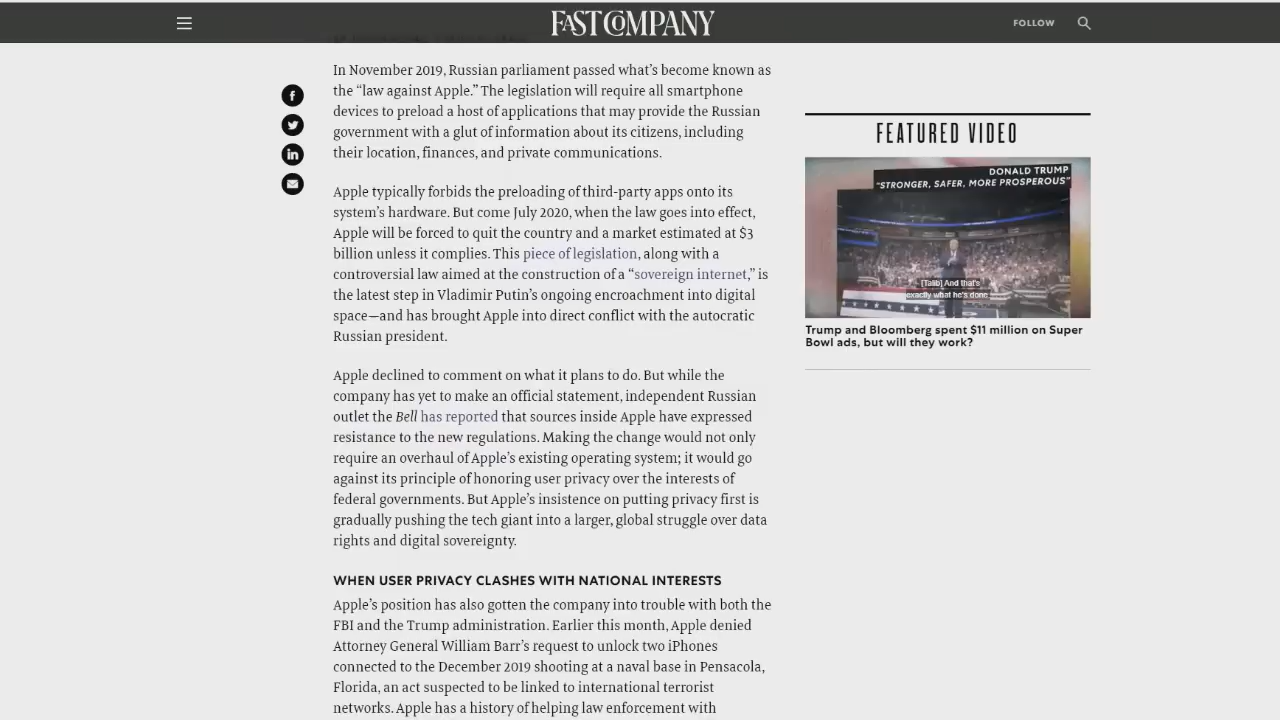 FAST COMPANY
FOLLOW
In November 2019, Russian parliament passed what's become known as
the “law against Apple.” The legislation will require all smartphone
devices to preload a host of applications that may provide the Russian
government with a glut of information about its citizens, including
their location, finances, and private communications.
Apple typically forbids the preloading of third-party apps onto its
system's hardware. But come July 2020, when the law goes into effect,
Apple will be forced to quit the country and a market estimated at $3
billion unless it complies. This piece of legislation, along with a
controversial law aimed at the construction of a “sovereign internet,” is
the latest step in Vladimir Putin's ongoing encroachment into digital
space—and has brought Apple into direct conflict with the autocratic
Russian president.
Apple declined to comment on what it plans to do. But while the
company has yet to make an official statement, independent Russian
outlet the Bell has reported that sources inside Apple have expressed
resistance to the new regulations. Making the change would not only
require an overhaul of Apple's existing operating system; it would go
against its principle of honoring user privacy over the interests of
federal governments. But Apple's insistence on putting privacy first is
gradually pushing the tech giant into a larger, global struggle over data
rights and digital sovereignty.
WHEN USER PRIVACY CLASHES WITH NATIONAL INTERESTS
Apple's position has also gotten the company into trouble with both the
FBI and the Trump administration. Earlier this month, Apple denied
Attorney General William Barr's request to unlock two iPhones
connected to the December 2019 shooting at a naval base in Pensacola,
Florida, an act suspected to be linked to international terrorist
networks. Apple has a history of helping law enforcement with
FEATURED VIDEO
DONALD TRUMP
“STRONGER, SAFER, MORE PROSPEROUS”
[Talib] And that's
exactly what he's done
Trump and Bloomberg spent $11 million on Super
Bowl ads, but will they work?